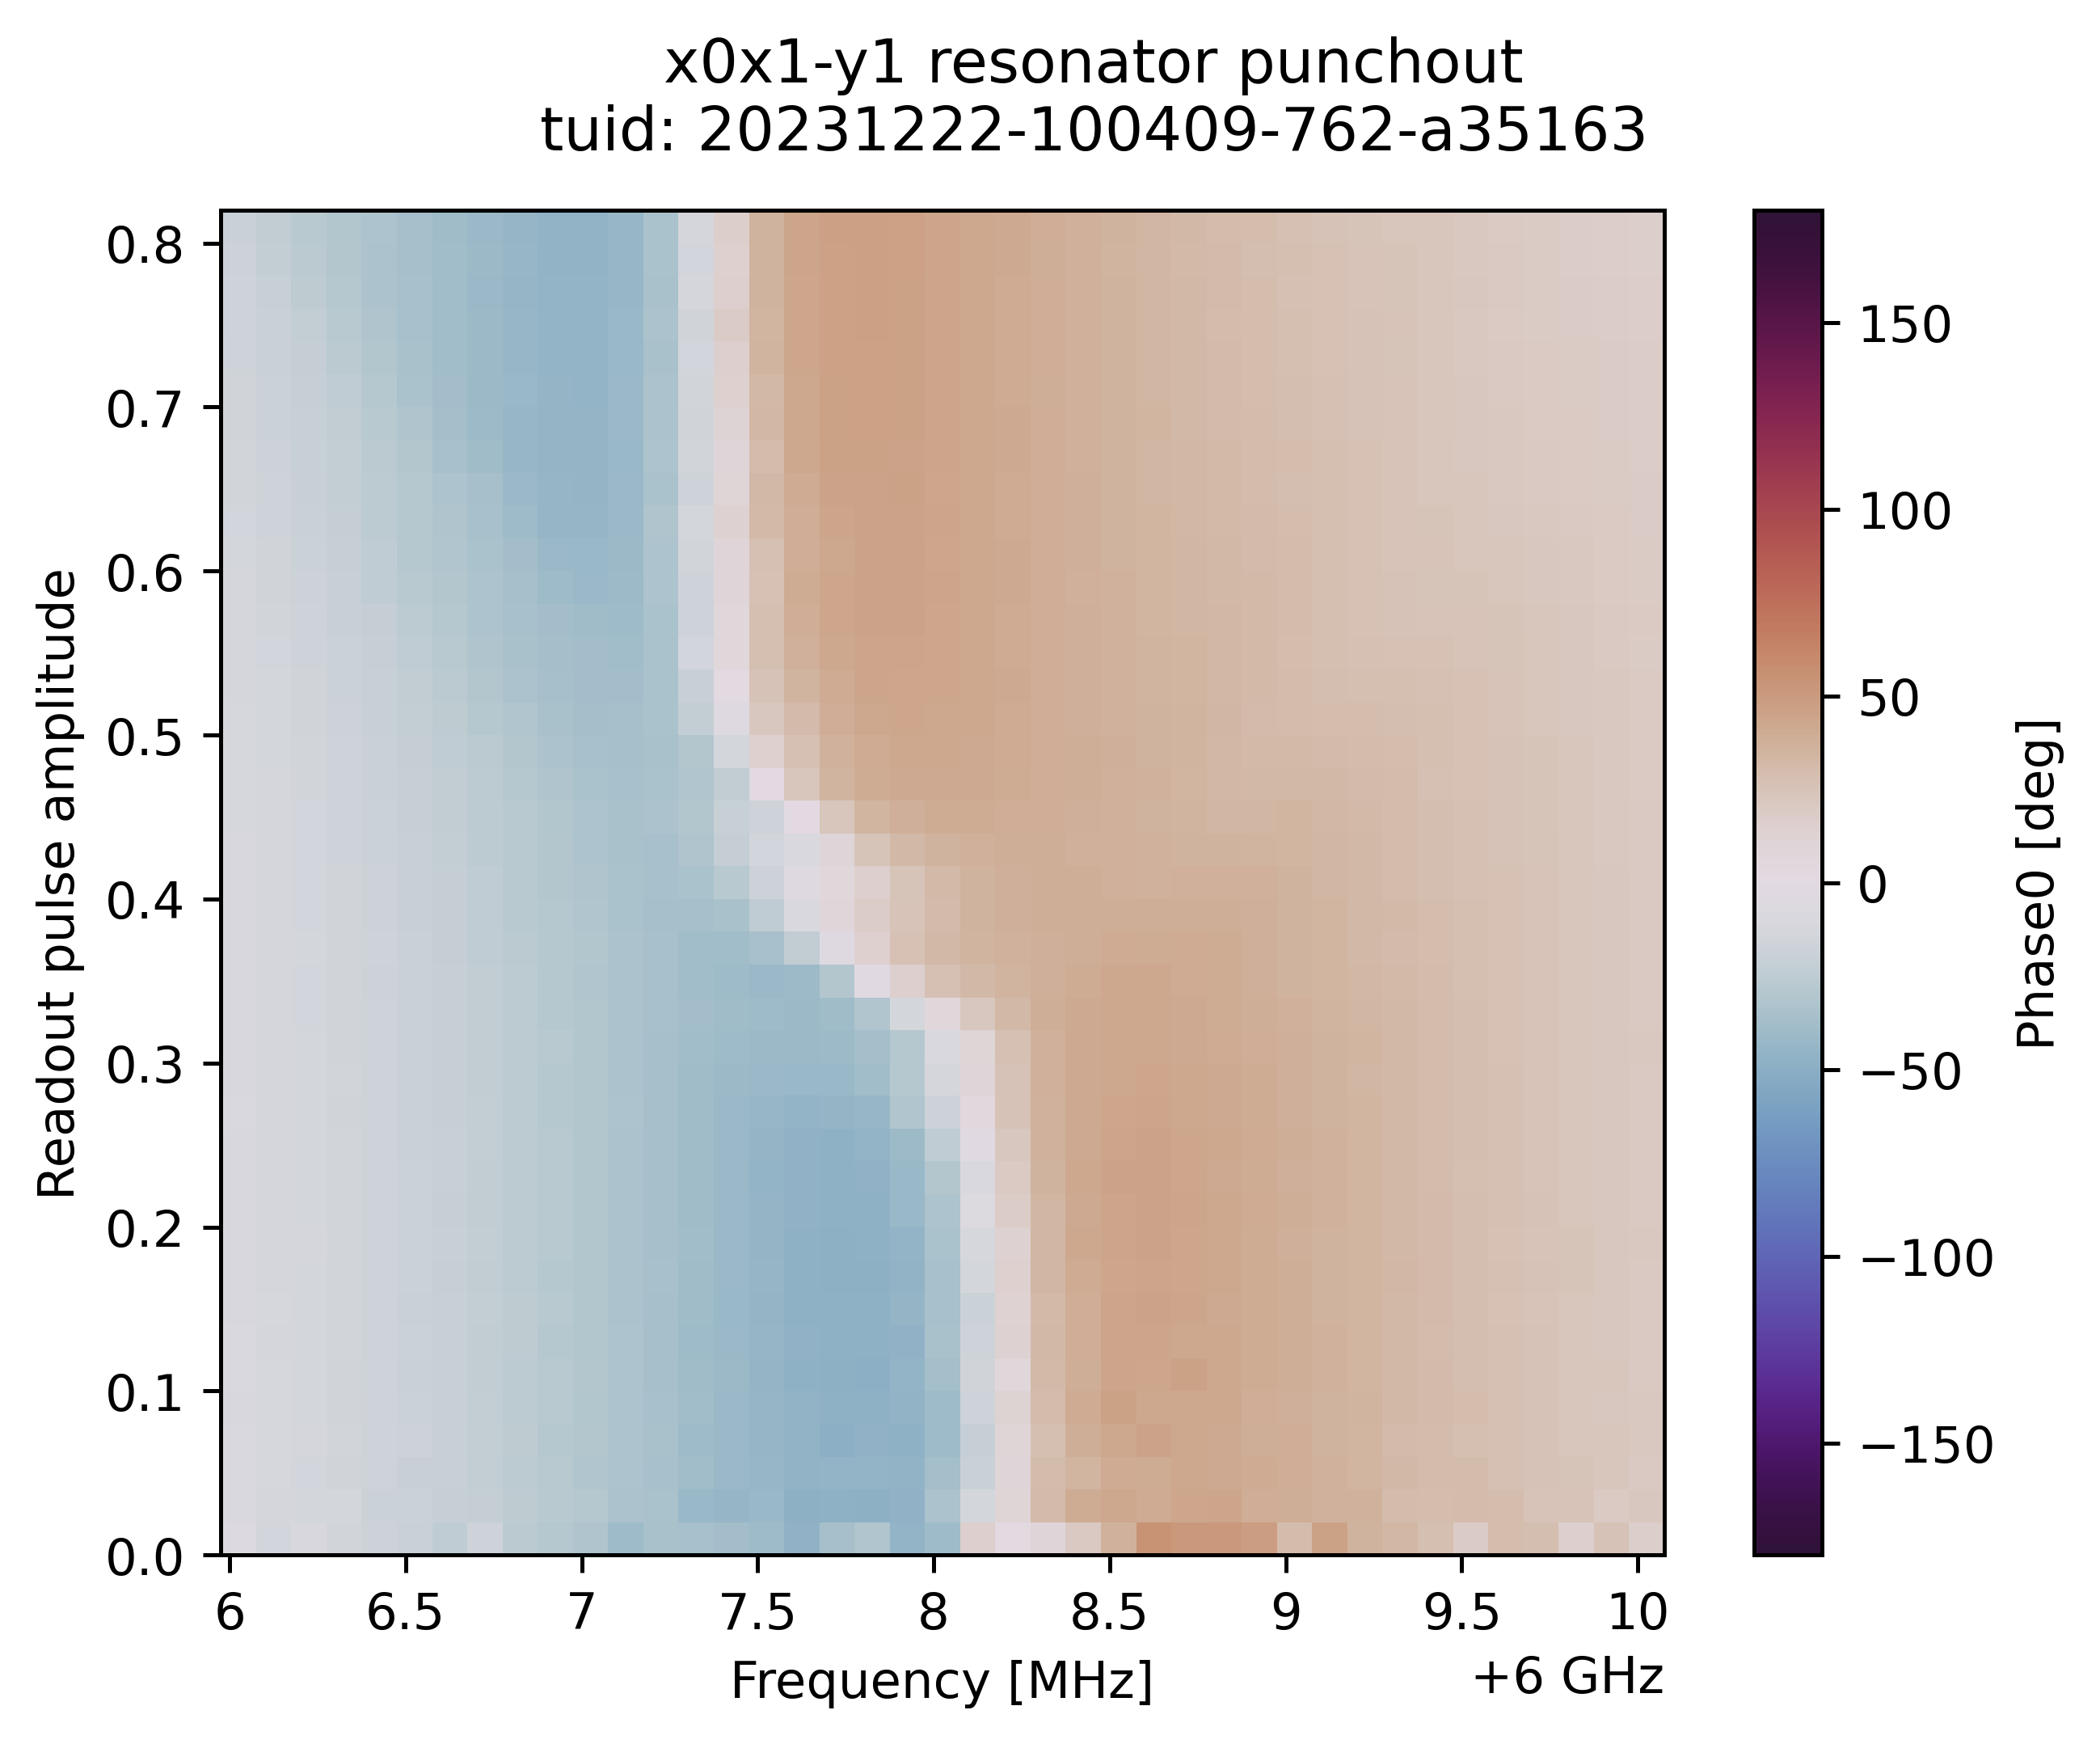 x0x1-y1 resonator punchout
tuid: 20231222-100409-762-a35163
0.8
0.7
0.6
0.5
0.4
0.3
0.2
0.1
0.0
Readout pulse amplitude
6 6.5 7 7.5 8 8.5 9 9.5 10
Frequency [MHz]
+6 GHz
150
100
50
0
−50
−100
−150
Phase0 [deg]